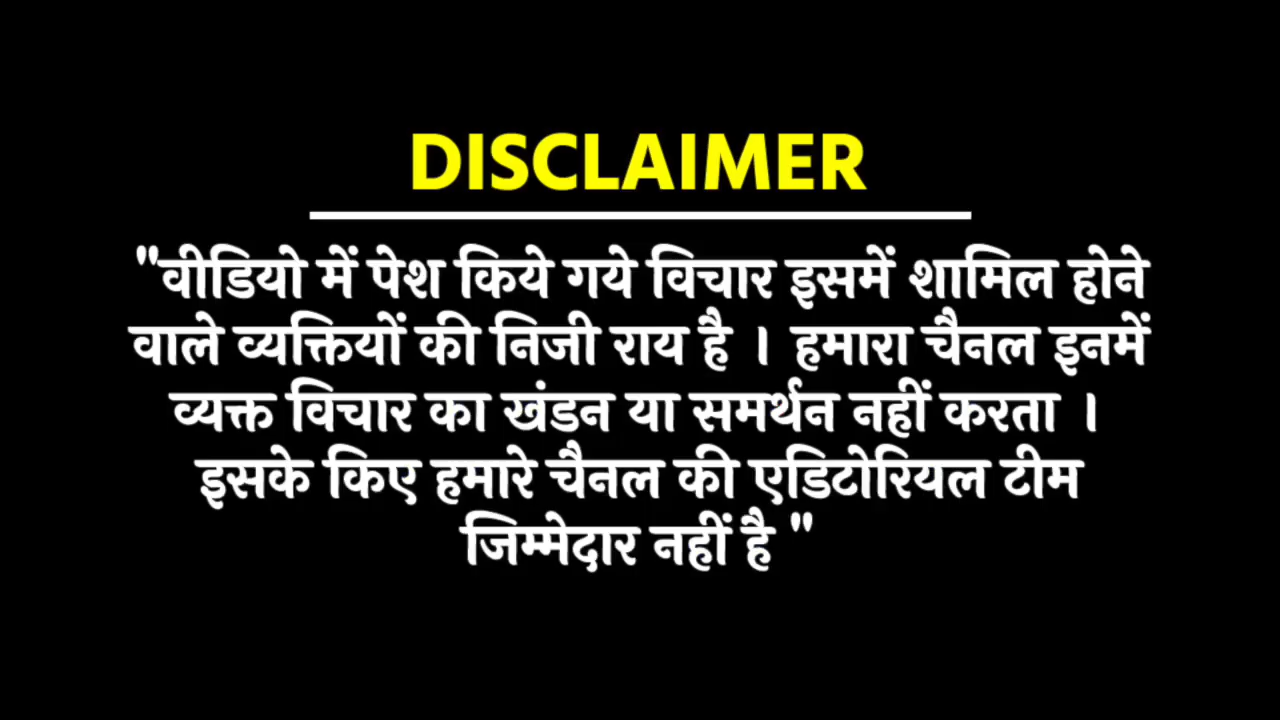 DISCLAIMER
"वीडियो में पेश किये गये विचार इसमें शामिल होने
वाले व्यक्तियों की निजी राय है । हमारा चैनल इनमें
व्यक्त विचार का खंडन या समर्थन नहीं करता ।
इसके किए हमारे चैनल की एडिटोरियल टीम
जिम्मेदार नहीं है "